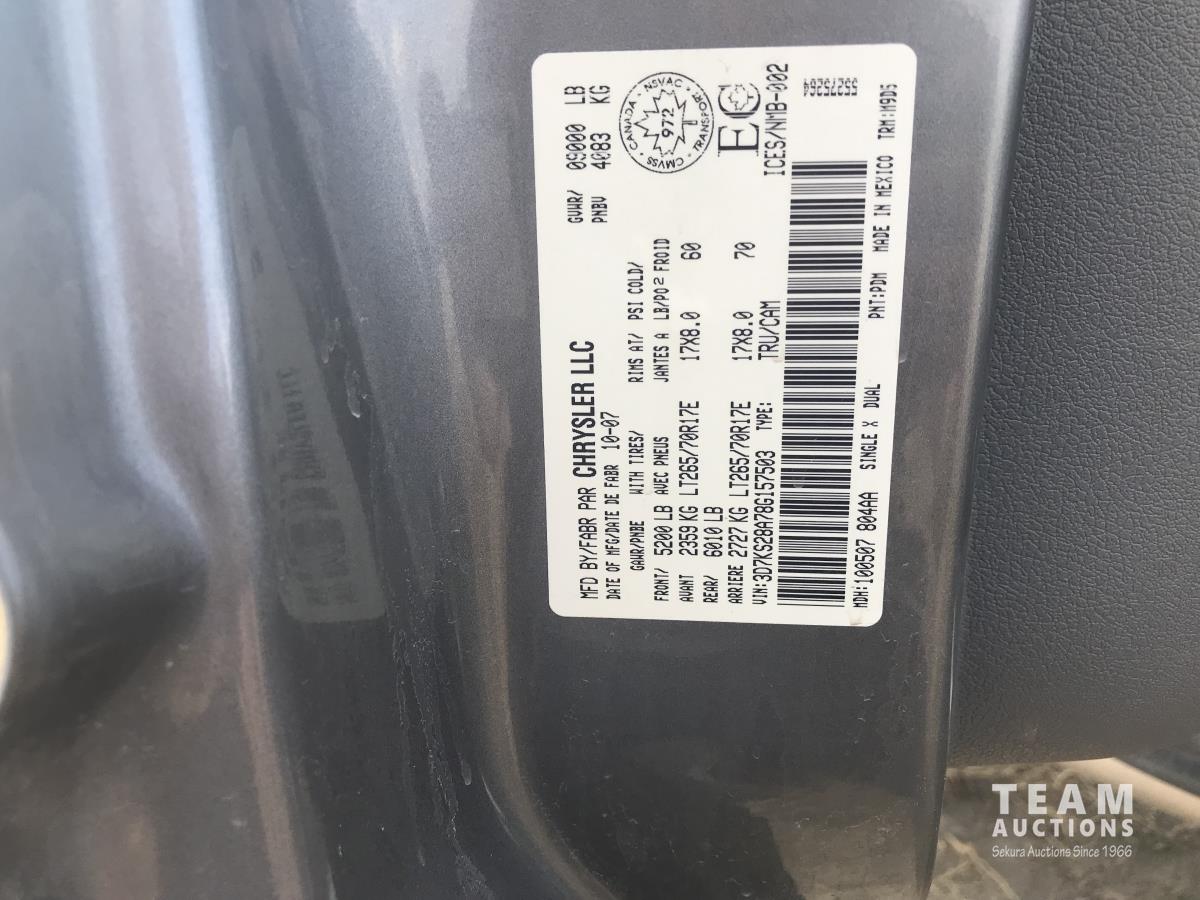 MFD BY/FABR PAR CHRYSLER LLC
DATE OF MFG/DATE DE FABR 10-07
GVWR/ 09000 LB
PNBV 4083 KG
GAWR/PNBE WITH TIRES/ RIMS AT/ PSI COLD/
AVEC PNEUS JANTES A LB/PO2 FROID
FRONT/ 5200 LB
AVANT 2359 KG LT265/70R17E 17X8.0 60
REAR/ 6010 LB
ARRIERE 2727 KG LT265/70R17E 17X8.0 70
VIN:3D7KS28A78G157503 TYPE: TRU/CAM
CANADA · NSVAC · TRANSPORT · CMVSS
972
EC
ICES/NMB-002
55275264
MDH:100507 804AA SINGLE X DUAL PNT:PDM MADE IN MEXICO TRM:M9D5
TEAM
AUCTIONS
Sekura Auctions Since 1966